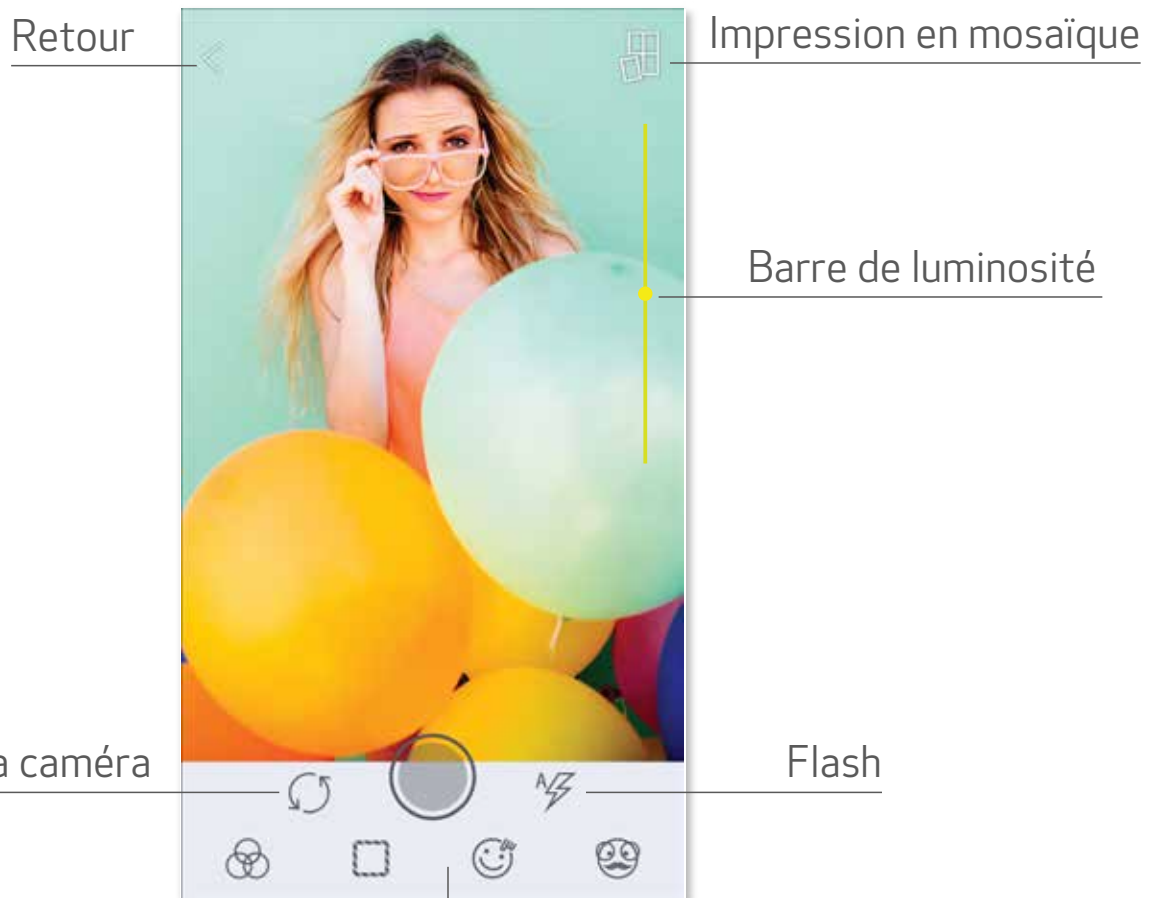 Retour
Impression en mosaïque
Barre de luminosité
a caméra
Flash
A